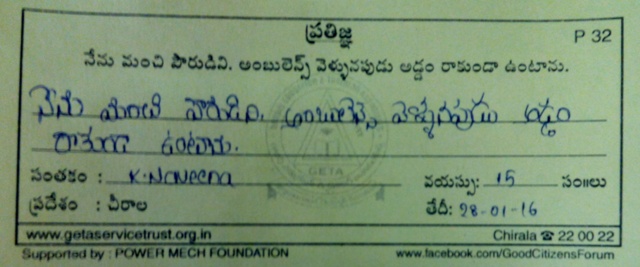 ప్రతిజ్ఞ P 32
నేను మంచి పౌరుడిని. అంబులెన్స్ వెళ్ళునపుడు అడ్డం రాకుండా ఉంటాను.
నేను మంచి పౌరుడిని. అంబులెన్స్ వెళ్ళునపుడు అడ్డం
రాకుండా ఉంటాను.
GETA
సంతకం : K.Naveena వయస్సు: 15 సం॥లు
ప్రదేశం : చీరాల తేదీ: 28-01-16
www.getaservicetrust.org.in Chirala ☎ 22 00 22
Supported by : POWER MECH FOUNDATION www.facebook.com/GoodCitizensForum